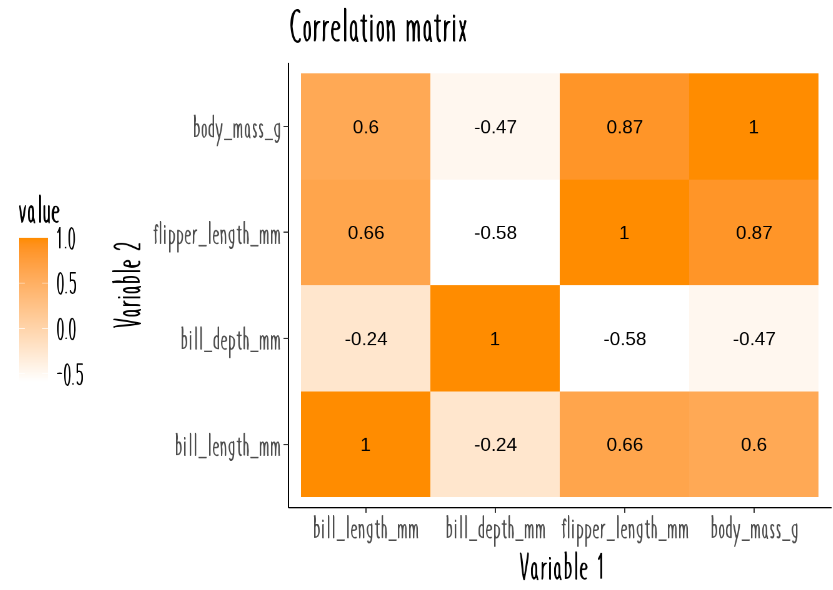 Correlation matrix
value
1.0
0.5
0.0
-0.5
Variable 2
body_mass_g
0.6 -0.47 0.87 1
flipper_length_mm
0.66 -0.58 1 0.87
bill_depth_mm
-0.24 1 -0.58 -0.47
bill_length_mm
1 -0.24 0.66 0.6
bill_length_mm bill_depth_mm flipper_length_mm body_mass_g
Variable 1